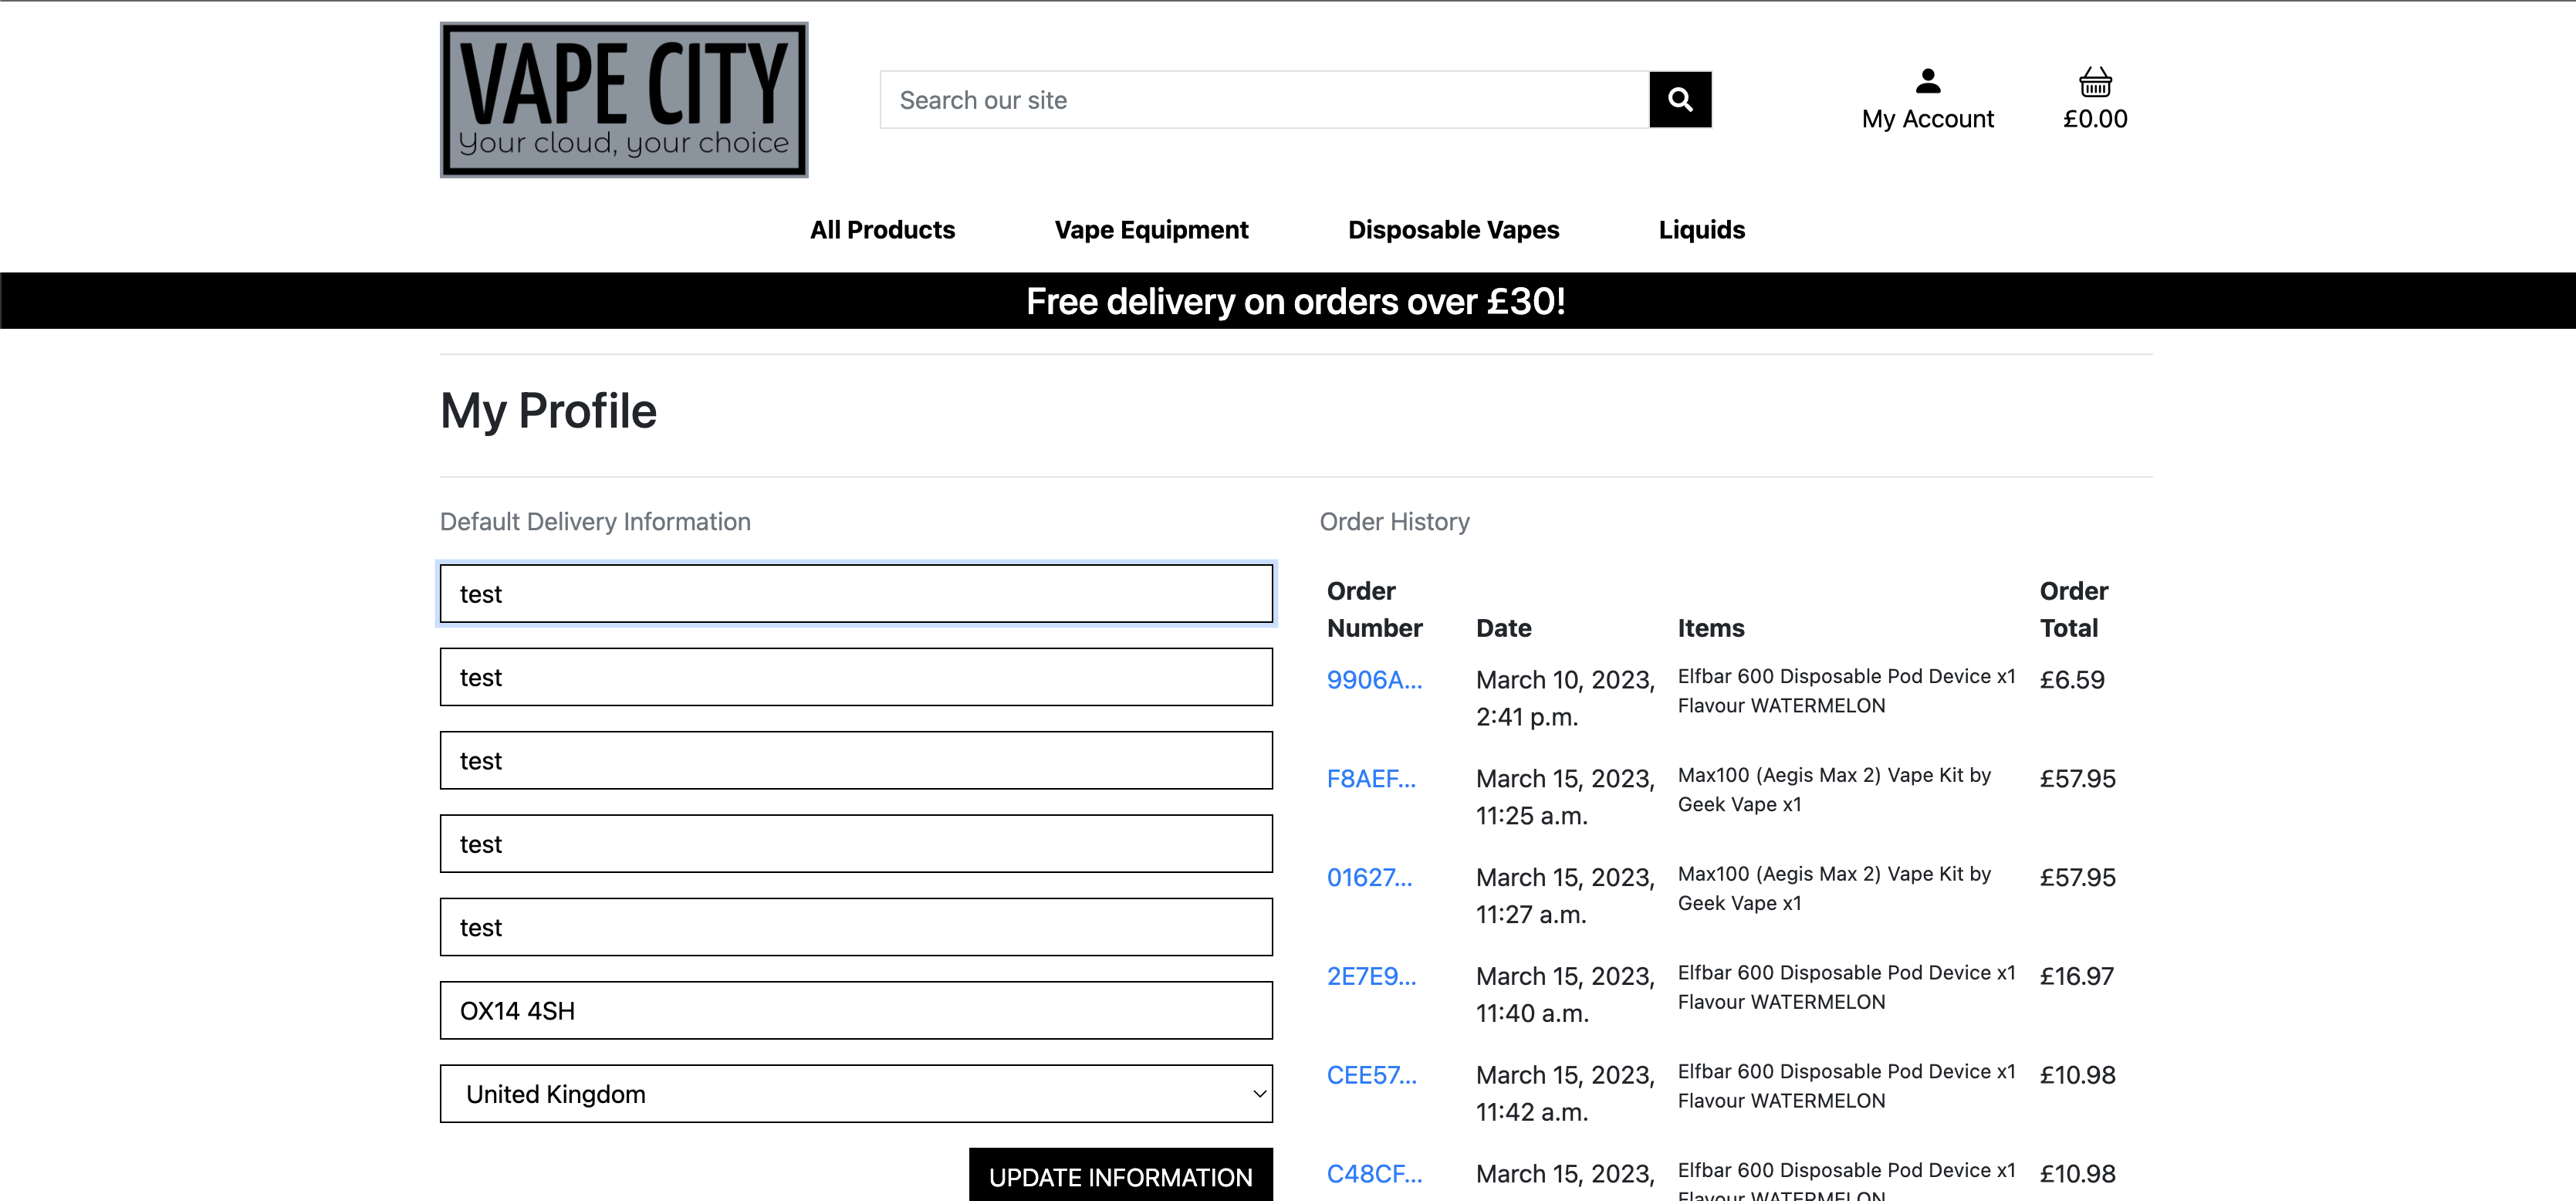 VAPE CITY
Your cloud, your choice
Search our site
My Account
£0.00
All Products
Vape Equipment
Disposable Vapes
Liquids
Free delivery on orders over £30!
My Profile
Default Delivery Information
test
test
test
test
test
OX14 4SH
United Kingdom
UPDATE INFORMATION
Order History
Order Number Date Items Order Total
9906A... March 10, 2023, Elfbar 600 Disposable Pod Device x1 £6.59
2:41 p.m. Flavour WATERMELON
F8AEF... March 15, 2023, Max100 (Aegis Max 2) Vape Kit by £57.95
11:25 a.m. Geek Vape x1
01627... March 15, 2023, Max100 (Aegis Max 2) Vape Kit by £57.95
11:27 a.m. Geek Vape x1
2E7E9... March 15, 2023, Elfbar 600 Disposable Pod Device x1 £16.97
11:40 a.m. Flavour WATERMELON
CEE57... March 15, 2023, Elfbar 600 Disposable Pod Device x1 £10.98
11:42 a.m. Flavour WATERMELON
C48CF... March 15, 2023, Elfbar 600 Disposable Pod Device x1 £10.98
Flavour WATERMELON